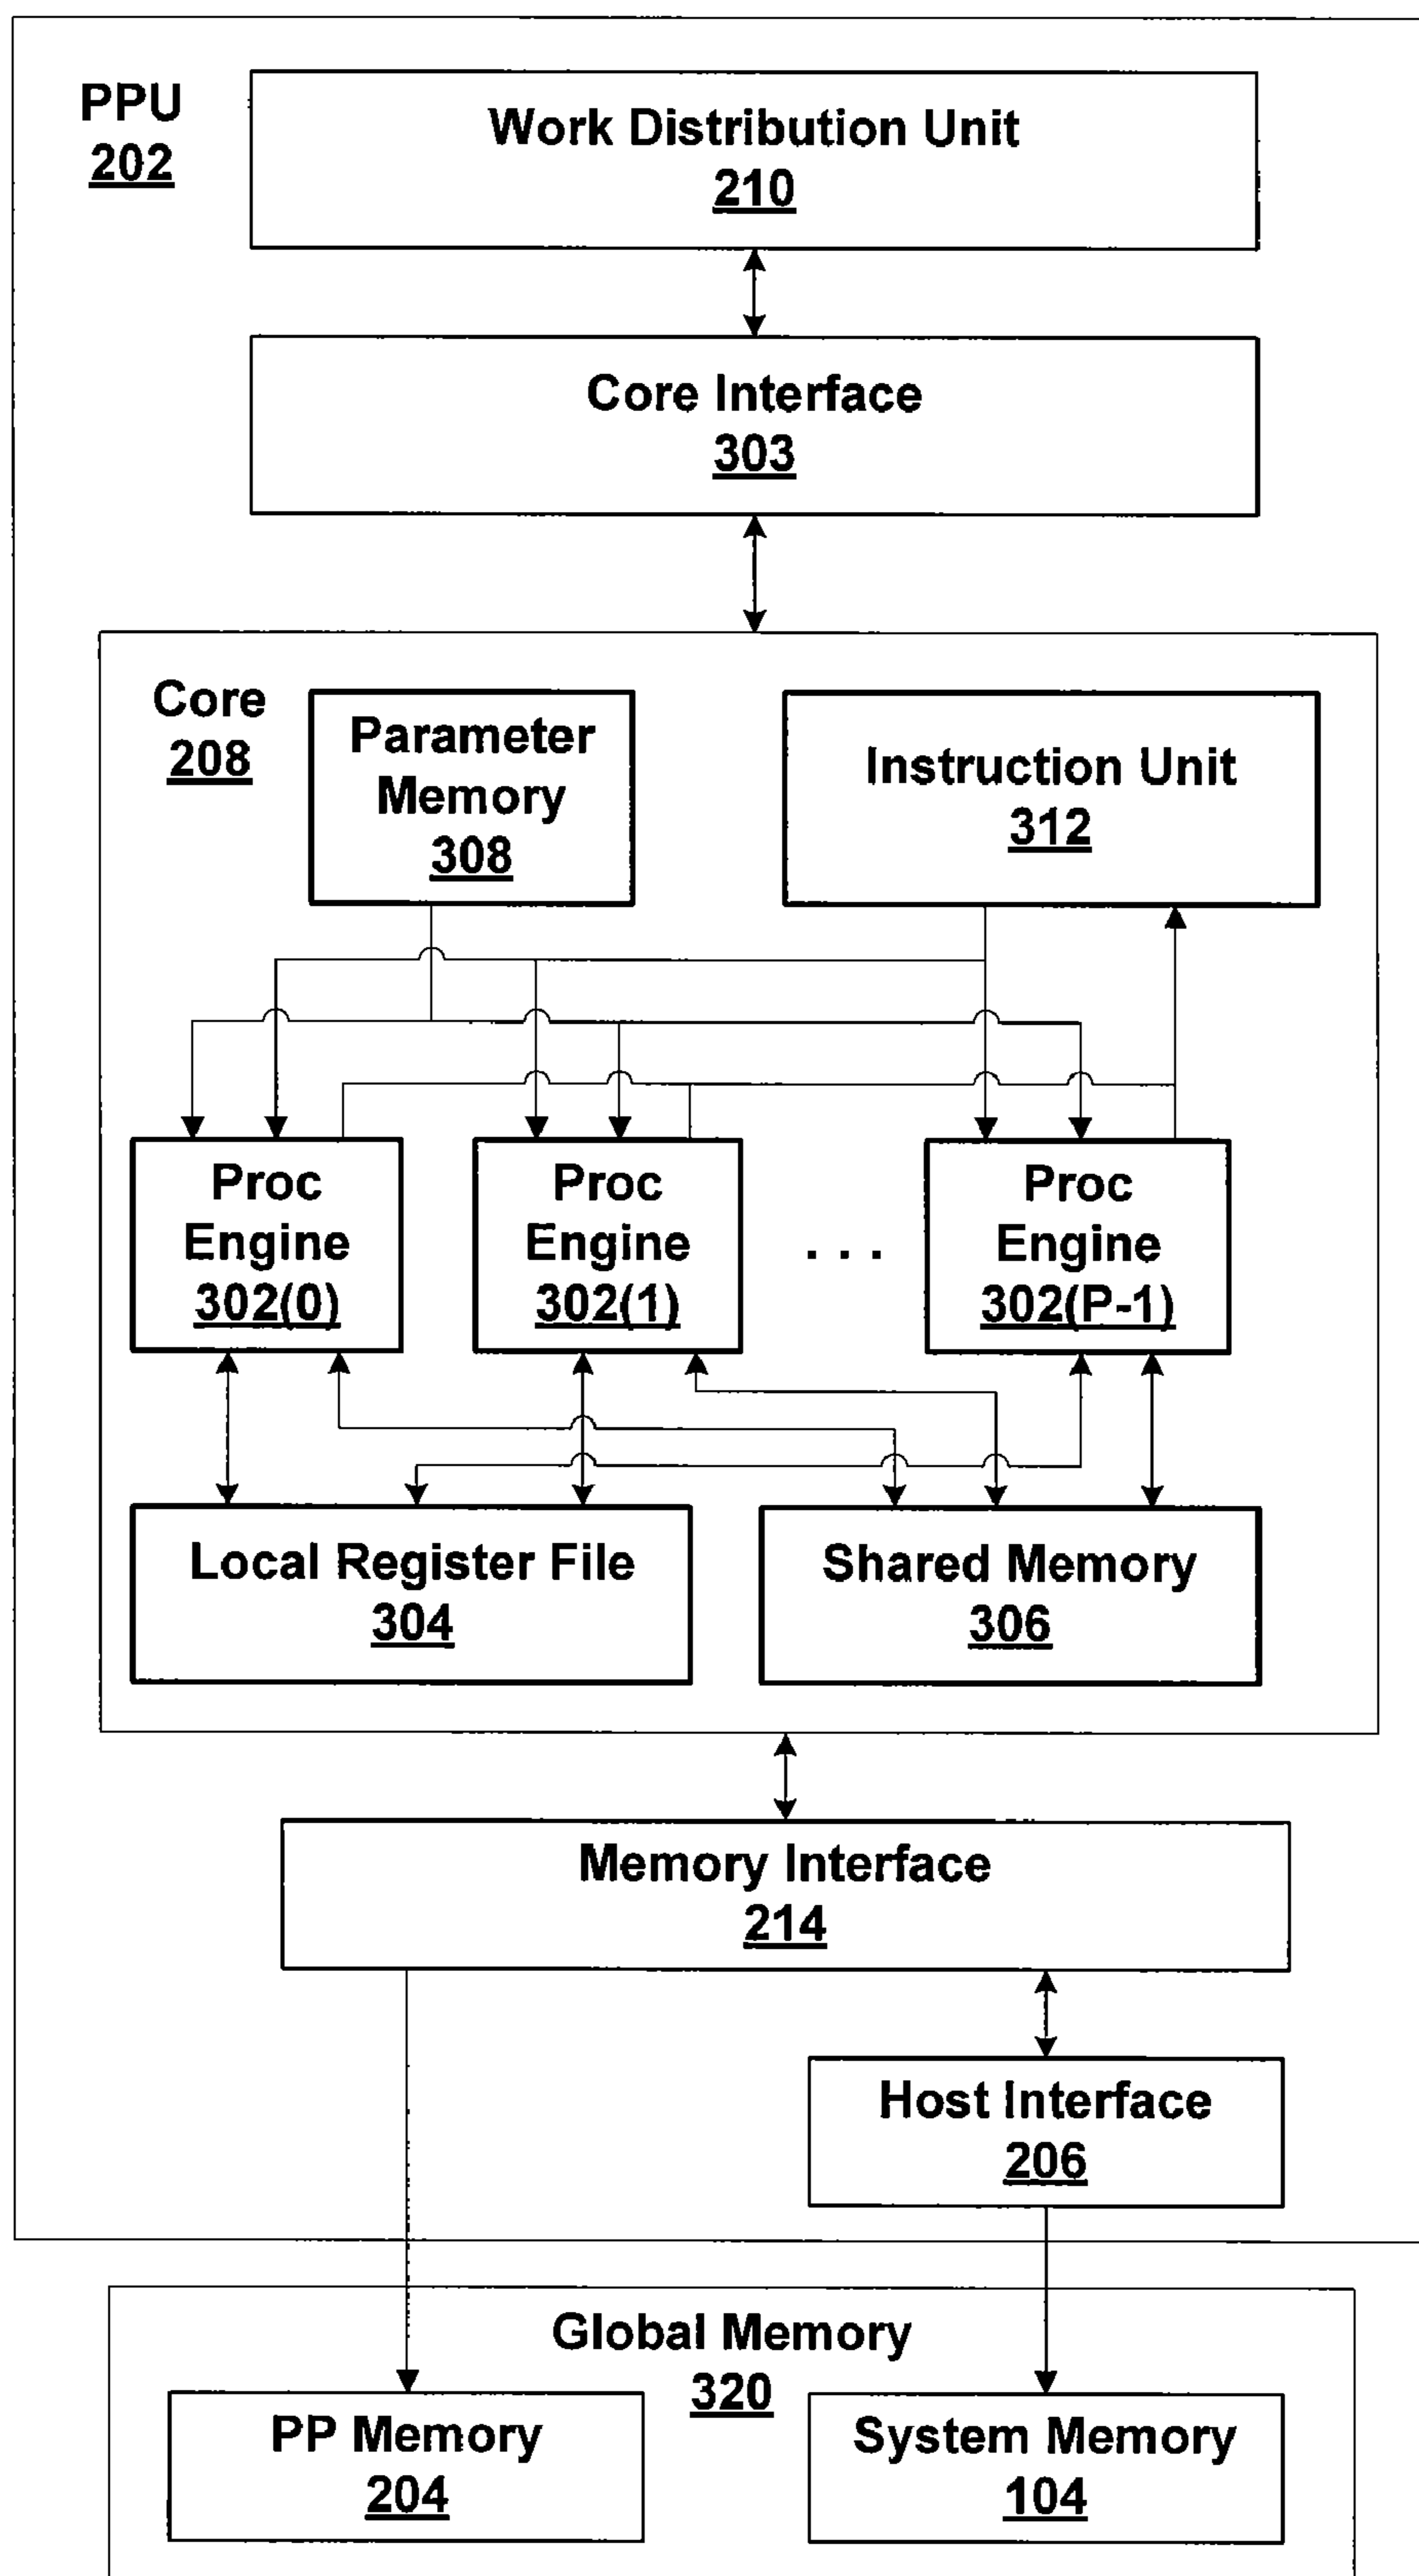 PPU
202
Work Distribution Unit
210
Core Interface
303
Core
208
Parameter
Memory
308
Instruction Unit
312
Proc
Engine
302(0)
Proc
Engine
302(1)
. . .
Proc
Engine
302(P-1)
Local Register File
304
Shared Memory
306
Memory Interface
214
Host Interface
206
Global Memory
320
PP Memory
204
System Memory
104